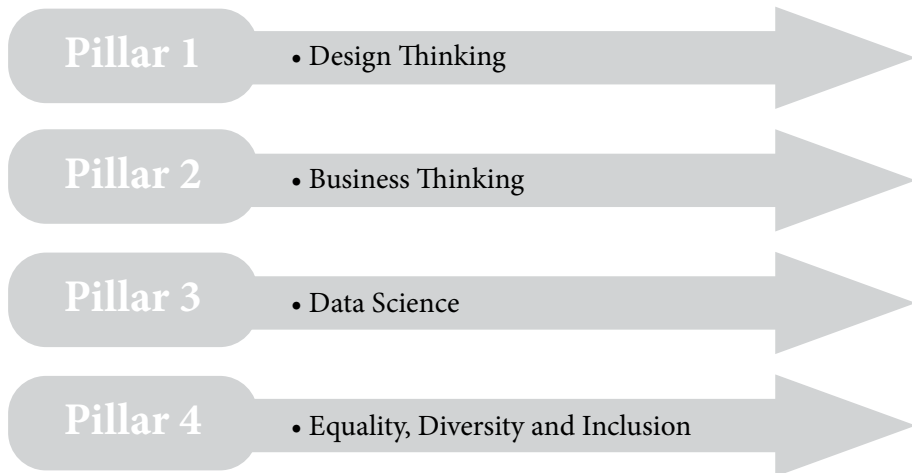 Pillar 1
• Design Thinking
Pillar 2
• Business Thinking
Pillar 3
• Data Science
Pillar 4
• Equality, Diversity and Inclusion